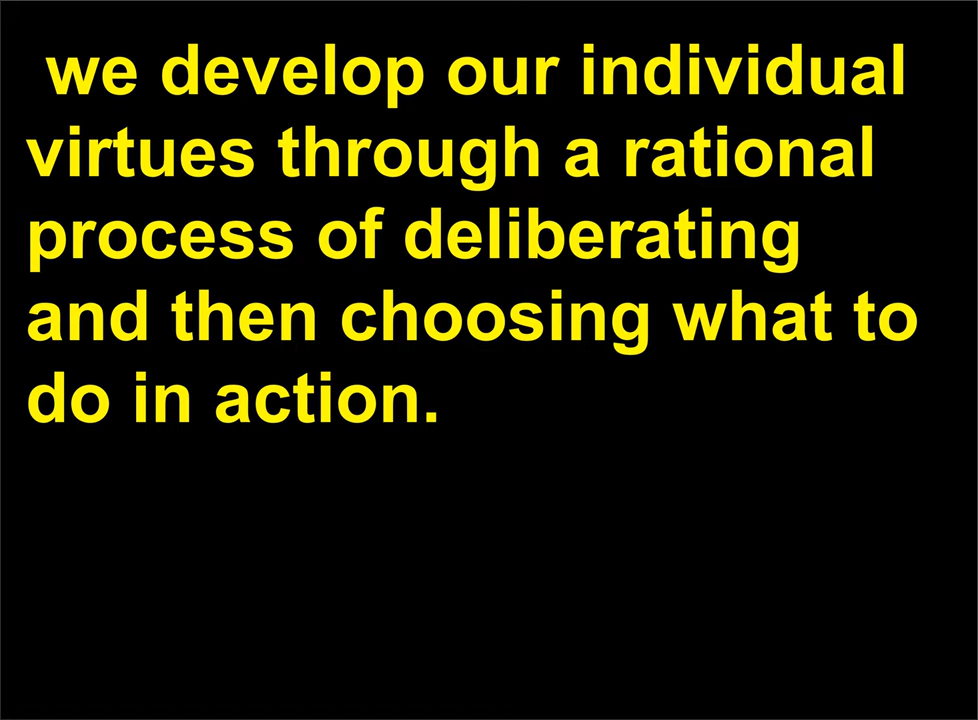 we develop our individual
virtues through a rational
process of deliberating
and then choosing what to
do in action.